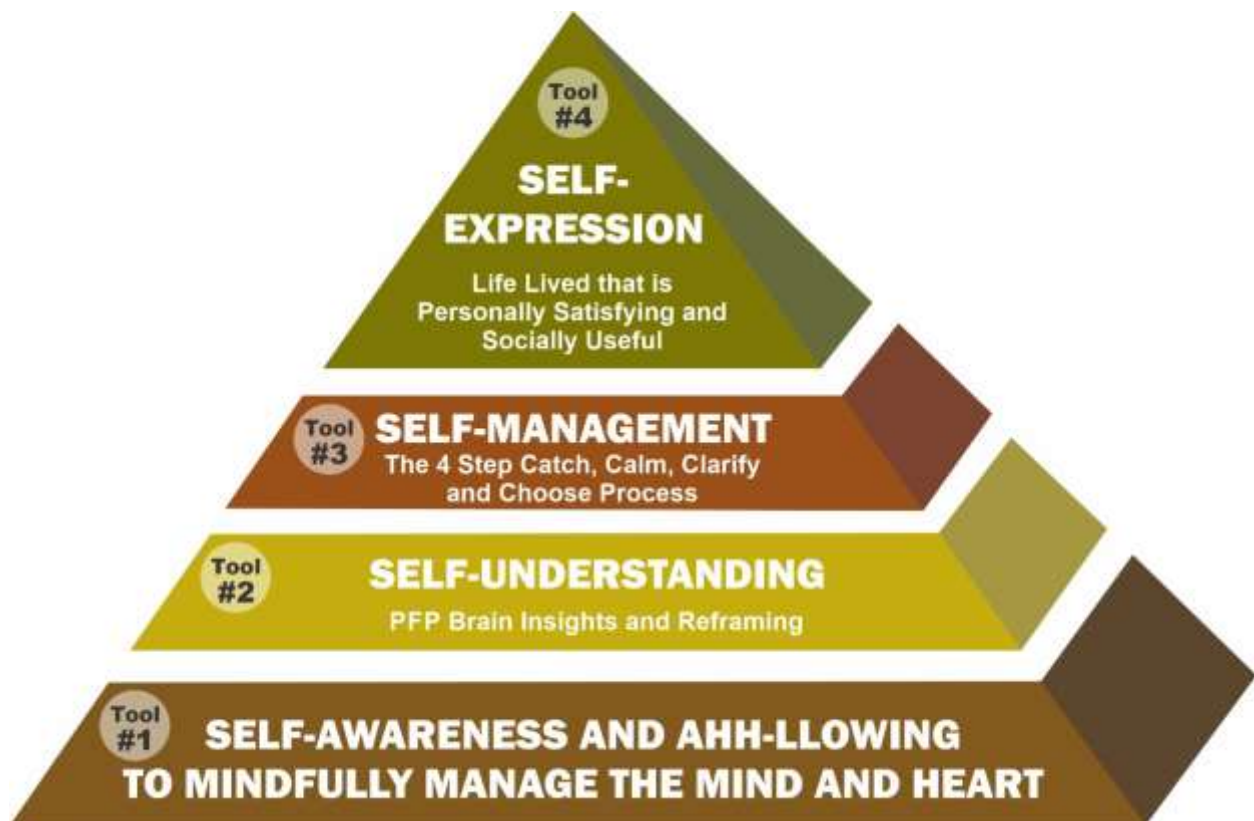 Tool
#4
SELF-
EXPRESSION
Life Lived that is
Personally Satisfying and
Socially Useful
Tool
#3
SELF-MANAGEMENT
The 4 Step Catch, Calm, Clarify
and Choose Process
Tool
#2
SELF-UNDERSTANDING
PFP Brain Insights and Reframing
Tool
#1
SELF-AWARENESS AND AHH-LLOWING
TO MINDFULLY MANAGE THE MIND AND HEART